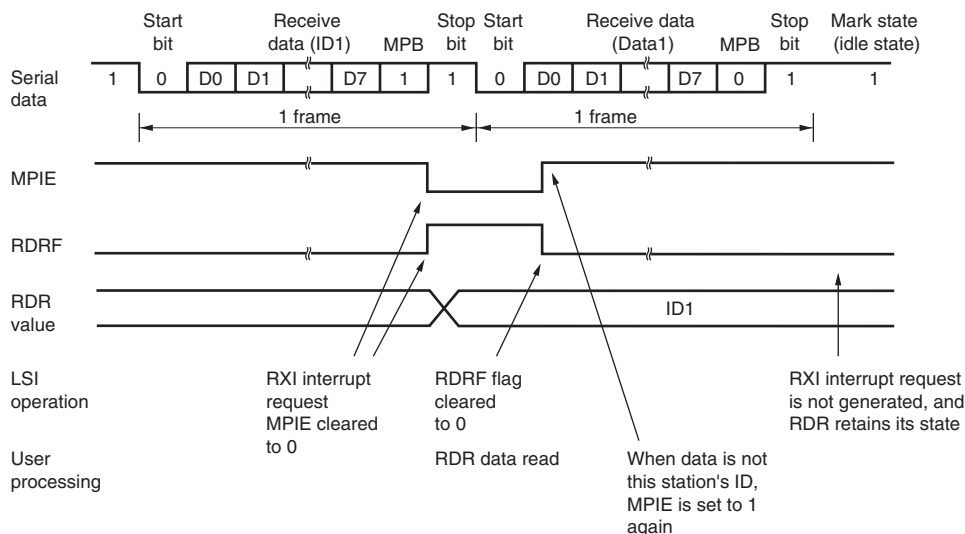 Start bit
Receive data (ID1)
MPB
Stop bit
Start bit
Receive data (Data1)
MPB
Stop bit
Mark state (idle state)
Serial data
1 0 D0 D1 D7 1 1 0 D0 D1 D7 0 1 1
1 frame
1 frame
MPIE
RDRF
RDR value
ID1
LSI operation
RXI interrupt request
MPIE cleared to 0
RDRF flag cleared to 0
RXI interrupt request is not generated, and RDR retains its state
User processing
RDR data read
When data is not this station's ID, MPIE is set to 1 again